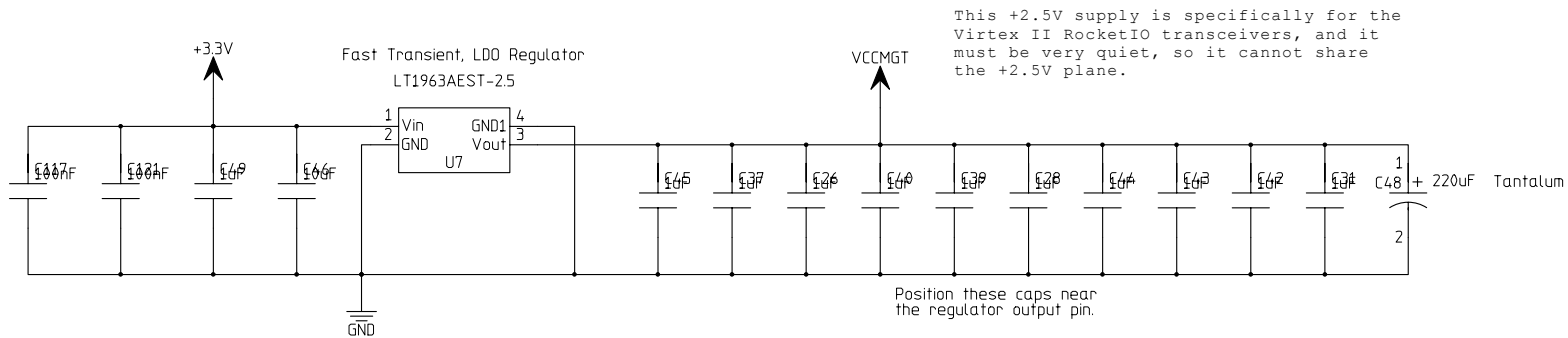 This +2.5V supply is specifically for the
Virtex II RocketIO transceivers, and it
must be very quiet, so it cannot share
the +2.5V plane.
+3.3V
Fast Transient, LDO Regulator
LT1963AEST-2.5
VCCMGT
1
Vin
2
GND
GND1
4
Vout
3
U7
C117
100nF
C121
100nF
C49
1uF
C46
10uF
C45
1uF
C37
1uF
C26
1uF
C40
1uF
C39
1uF
C28
1uF
C44
1uF
C43
1uF
C42
1uF
C31
1uF
1
C48
+
220uF
Tantalum
2
Position these caps near
the regulator output pin.
GND